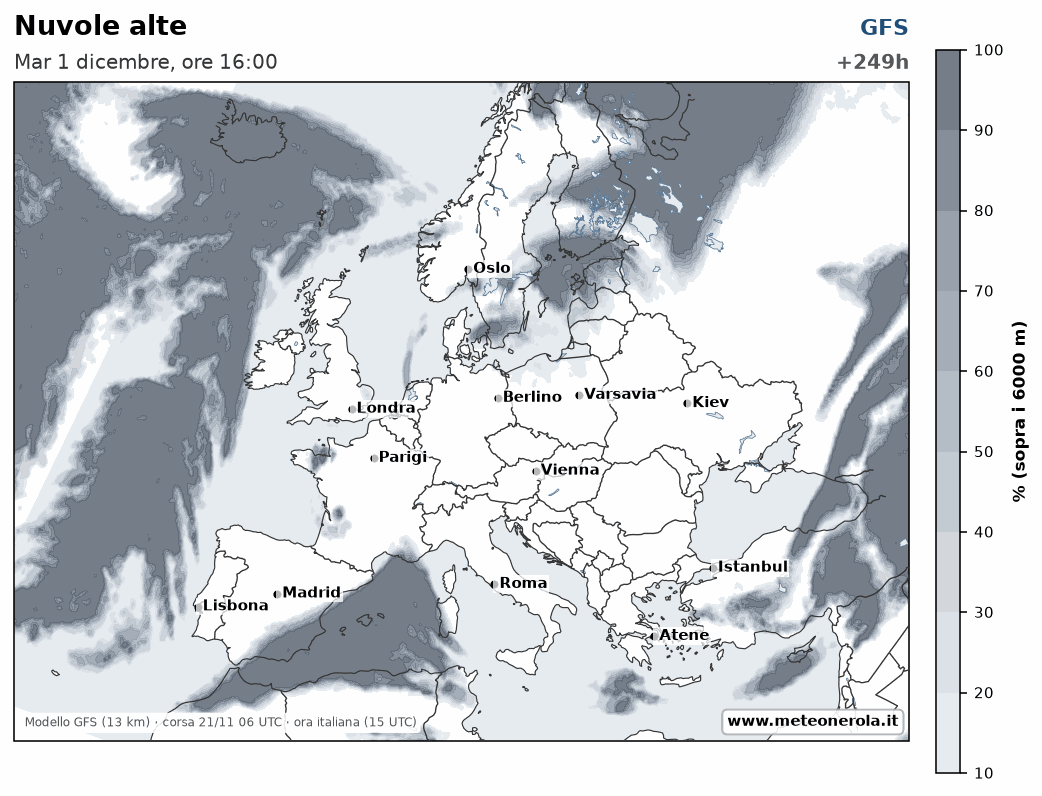 Nuvole alte
GFS
Mar 1 dicembre, ore 16:00
+249h
100
90
80
70
60
50
40
30
20
10
% (sopra i 6000 m)
Oslo
Berlino
Varsavia
Kiev
Londra
Parigi
Vienna
Istanbul
Roma
Madrid
Lisbona
Atene
Modello GFS (13 km) · corsa 21/11 06 UTC · ora italiana (15 UTC)
www.meteonerola.it